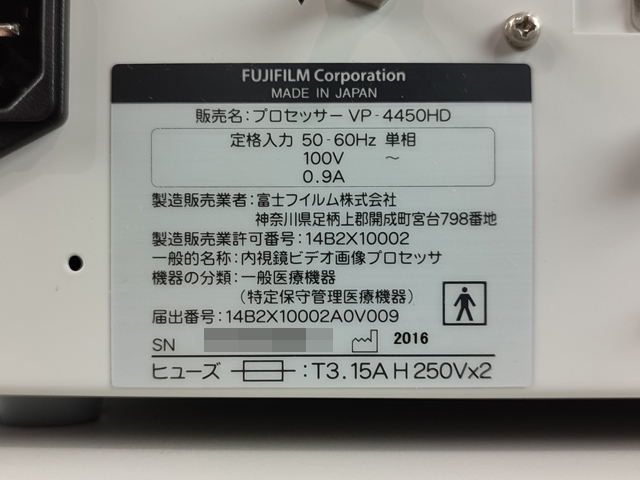 FUJIFILM Corporation
MADE IN JAPAN
販売名:プロセッサー VP-4450HD
定格入力 50-60Hz 単相
100V ～
0.9A
製造販売業者:富士フイルム株式会社
神奈川県足柄上郡開成町宮台798番地
製造販売業許可番号:14B2X10002
一般的名称:内視鏡ビデオ画像プロセッサ
機器の分類:一般医療機器
(特定保守管理医療機器)
届出番号:14B2X10002A0V009
SN 2016
ヒューズ :T3.15A H 250Vx2